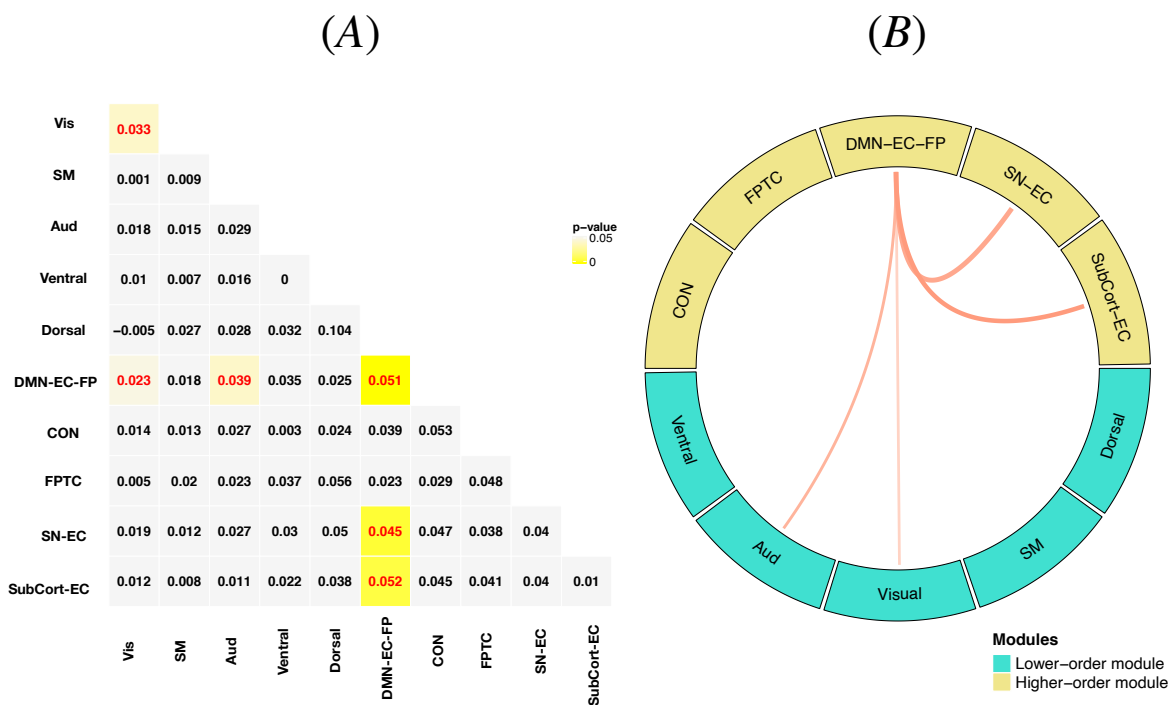 (A)
Vis 0.033
SM 0.001 0.009
Aud 0.018 0.015 0.029
Ventral 0.01 0.007 0.016 0
Dorsal −0.005 0.027 0.028 0.032 0.104
DMN-EC-FP 0.023 0.018 0.039 0.035 0.025 0.051
CON 0.014 0.013 0.027 0.003 0.024 0.039 0.053
FPTC 0.005 0.02 0.023 0.037 0.056 0.023 0.029 0.048
SN-EC 0.019 0.012 0.027 0.03 0.05 0.045 0.047 0.038 0.04
SubCort-EC 0.012 0.008 0.011 0.022 0.038 0.052 0.045 0.041 0.04 0.01
Vis SM Aud Ventral Dorsal DMN-EC-FP CON FPTC SN-EC SubCort-EC
p−value
0.05
0
(B)
DMN−EC−FP
SN−EC
SubCort−EC
Dorsal
SM
Visual
Aud
Ventral
CON
FPTC
Modules
Lower−order module
Higher−order module